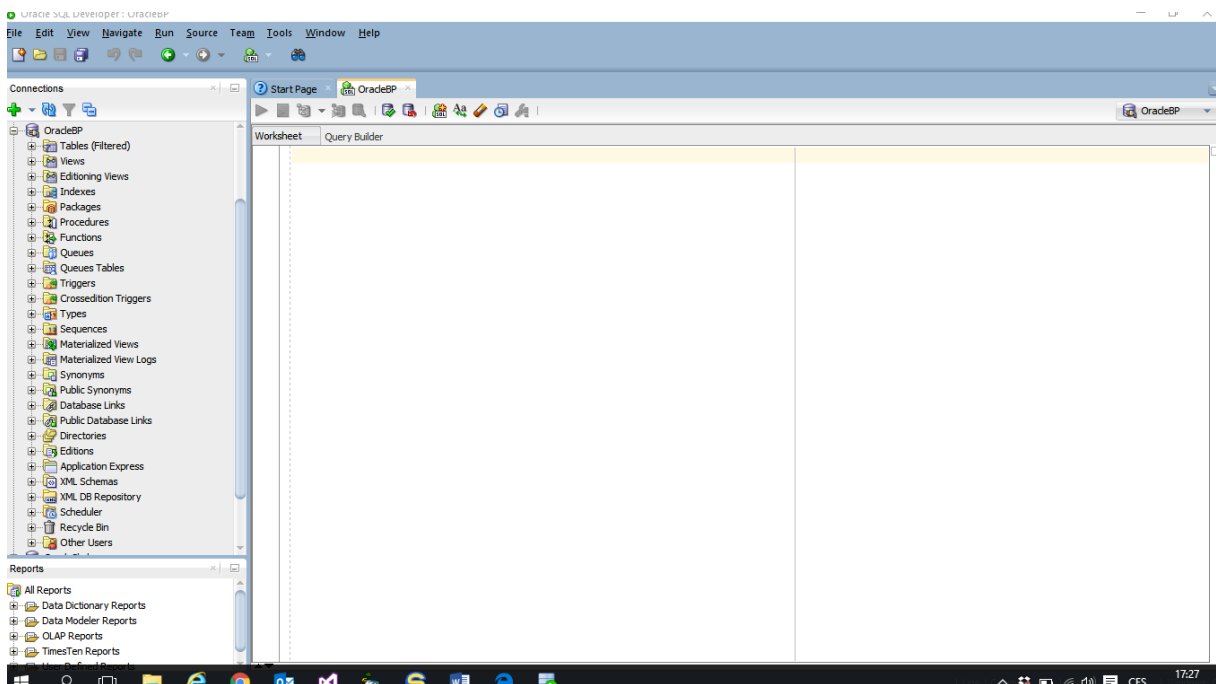 Oracle SQL Developer : OracleBP
File Edit View Navigate Run Source Team Tools Window Help
Connections
Start Page
OracleBP
OracleBP
Worksheet
Query Builder
OracleBP
Tables (Filtered)
Views
Editioning Views
Indexes
Packages
Procedures
Functions
Queues
Queues Tables
Triggers
Crossedition Triggers
Types
Sequences
Materialized Views
Materialized View Logs
Synonyms
Public Synonyms
Database Links
Public Database Links
Directories
Editions
Application Express
XML Schemas
XML DB Repository
Scheduler
Recycle Bin
Other Users
Reports
All Reports
Data Dictionary Reports
Data Modeler Reports
OLAP Reports
TimesTen Reports
User Defined Reports
CES
17:27